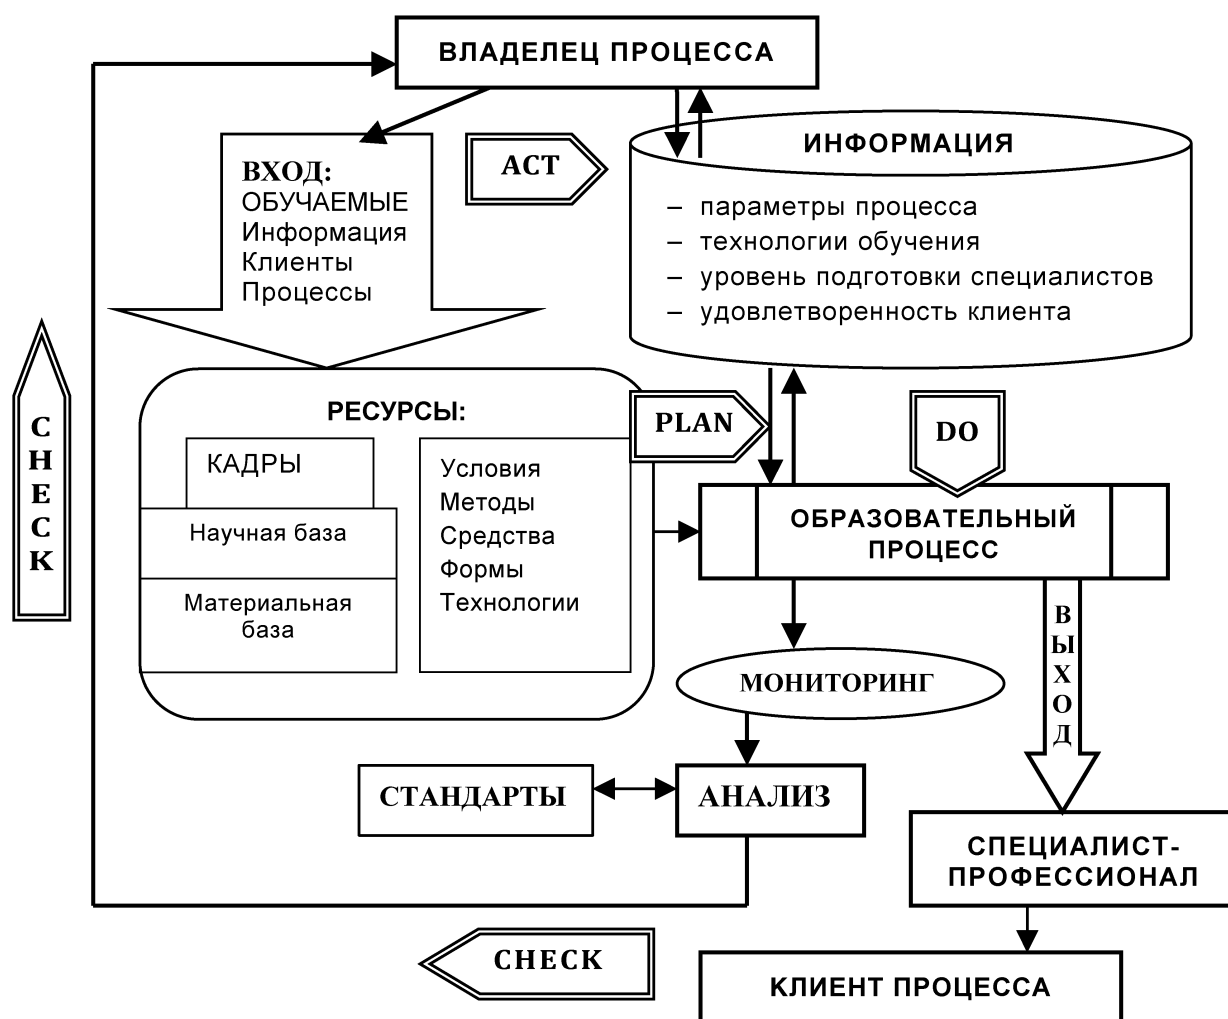 ВЛАДЕЛЕЦ ПРОЦЕССА
ВХОД:
ОБУЧАЕМЫЕ
Информация
Клиенты
Процессы
ACT
ИНФОРМАЦИЯ
– параметры процесса
– технологии обучения
– уровень подготовки специалистов
– удовлетворенность клиента
CHECK
РЕСУРСЫ:
КАДРЫ
Научная база
Материальная
база
Условия
Методы
Средства
Формы
Технологии
PLAN
DO
ОБРАЗОВАТЕЛЬНЫЙ
ПРОЦЕСС
ВЫХОД
МОНИТОРИНГ
СТАНДАРТЫ
АНАЛИЗ
СПЕЦИАЛИСТ-
ПРОФЕССИОНАЛ
CHECK
КЛИЕНТ ПРОЦЕССА